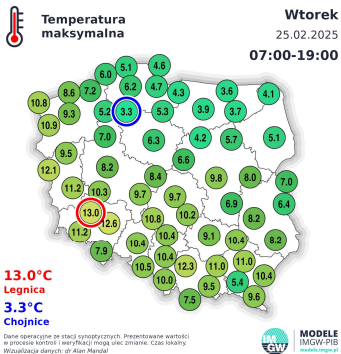 Temperatura
maksymalna
Wtorek
25.02.2025
07:00-19:00
6.0 5.1 4.6
8.6 7.2 6.2 4.7 4.3 3.6 4.1
10.8 9.3 5.2 3.3 5.3 3.9 3.7
10.9 7.0 6.3 4.2 5.7 5.1
9.5 8.2 6.6
12.1 8.4 9.8 8.0 7.0
11.2 10.3 9.7 9.7 6.9 6.4
13.0 12.6 10.8 10.2 8.2
11.2 7.9 10.4 10.4 9.1 10.4 8.2
10.5 10.4 12.3 11.0 11.0 10.4
10.0 9.5 5.4
7.5 9.6
13.0°C
Legnica
3.3°C
Chojnice
Dane operacyjne ze stacji synoptycznych. Prezentowane wartości
w procesie kontroli i weryfikacji mogą ulec zmianie. Czas lokalny.
Wizualizacja danych: dr Alan Mandal
IM
GW
MODELE
IMGW-PIB
modele.imgw.pl